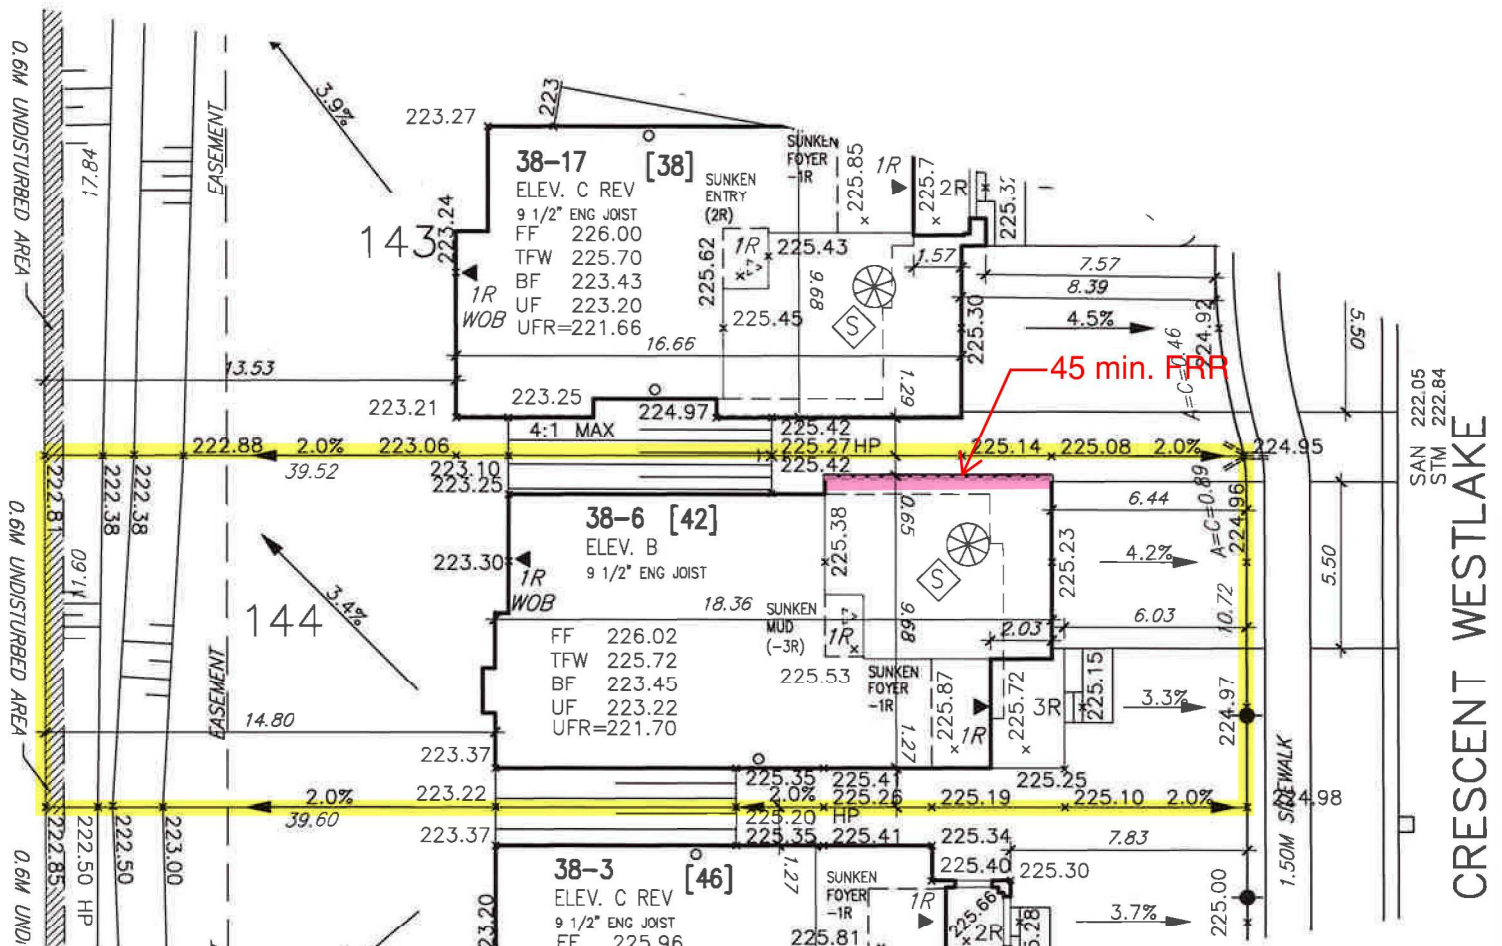 0.6M UNDISTURBED AREA
17.84
EASEMENT
3.9%
223.27
223
143
223.24
38-17 [38]
ELEV. C REV
9 1/2" ENG JOIST
FF 226.00
TFW 225.70
BF 223.43
UF 223.20
UFR=221.66
1R
WOB
SUNKEN
ENTRY
(2R)
SUNKEN
FOYER
-1R
225.85
1R
225.7
2R
225.62
1R
225.43
9.68
225.45
S
1.57
7.57
8.39
225.30
4.5%
224.92
A=C=0.46
5.50
16.66
13.53
45 min. FRR
1.29
223.21
223.25
224.97
4:1 MAX
225.42
225.27 HP
225.42
222.88
2.0%
223.06
39.52
223.10
223.25
225.14
225.08
2.0%
224.95
SAN 222.05
STM 222.84
CRESCENT WESTLAKE
222.81
222.38
222.38
0.6M UNDISTURBED AREA
38-6 [42]
ELEV. B
9 1/2" ENG JOIST
223.30
1R
WOB
225.38
0.65
S
225.23
6.44
A=C=0.89
224.96
4.2%
5.50
144
3.4%
18.36
9.68
SUNKEN
MUD
(-3R)
1R
2.03
6.03
10.72
FF 226.02
TFW 225.72
BF 223.45
UF 223.22
UFR=221.70
225.53
SUNKEN
FOYER
-1R
225.87
1R
225.72
3R
225.15
3.3%
224.97
EASEMENT
14.80
1.27
223.37
225.35
225.41
225.25
2.0%
39.60
223.22
2.0%
225.26
225.20 HP
225.19
225.10
2.0%
224.98
1.50M SIDEWALK
222.85
222.50 HP
222.50
223.00
223.37
225.35
225.41
225.34
7.83
38-3 [46]
ELEV. C REV
9 1/2" ENG JOIST
FF 225.96
1.27
SUNKEN
FOYER
-1R
225.81
225.40
225.30
1R
225.66
2R
3.7%
225.00